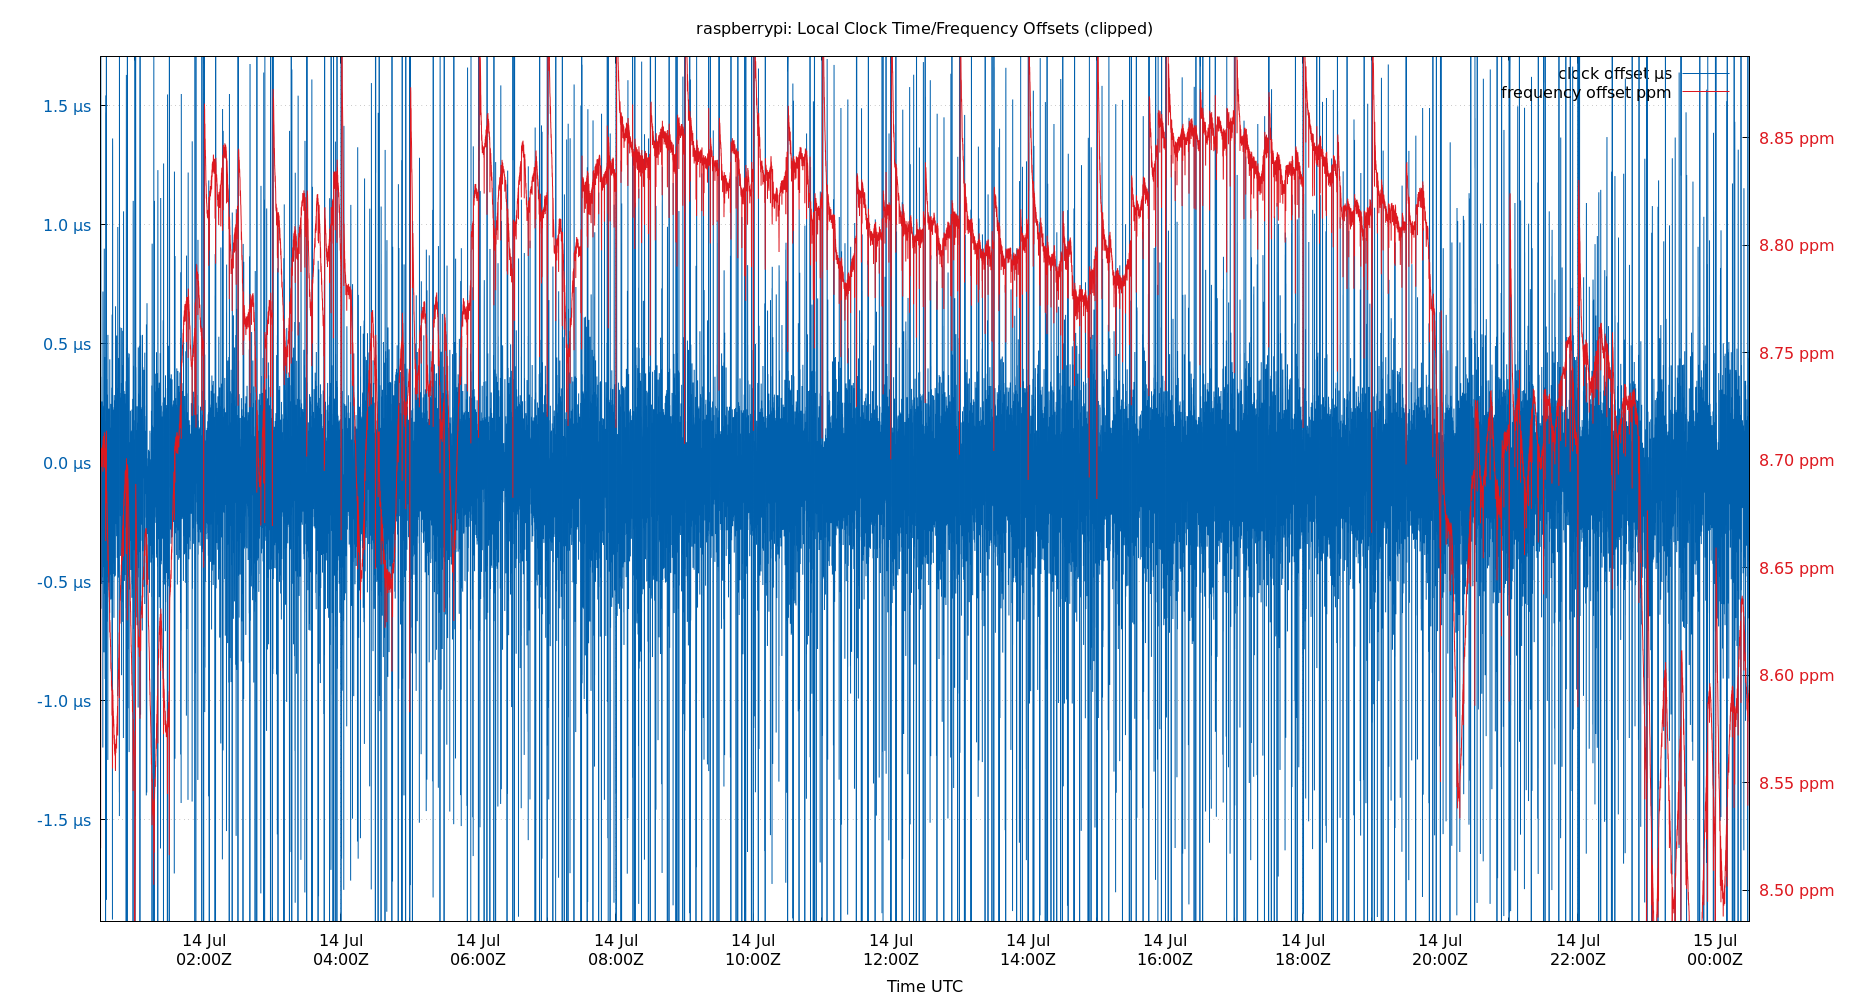 raspberrypi: Local Clock Time/Frequency Offsets (clipped)
clock offset µs
frequency offset ppm
1.5 µs
1.0 µs
0.5 µs
0.0 µs
-0.5 µs
-1.0 µs
-1.5 µs
8.85 ppm
8.80 ppm
8.75 ppm
8.70 ppm
8.65 ppm
8.60 ppm
8.55 ppm
8.50 ppm
14 Jul 14 Jul 14 Jul 14 Jul 14 Jul 14 Jul 14 Jul 14 Jul 14 Jul 14 Jul 14 Jul 15 Jul
02:00Z 04:00Z 06:00Z 08:00Z 10:00Z 12:00Z 14:00Z 16:00Z 18:00Z 20:00Z 22:00Z 00:00Z
Time UTC